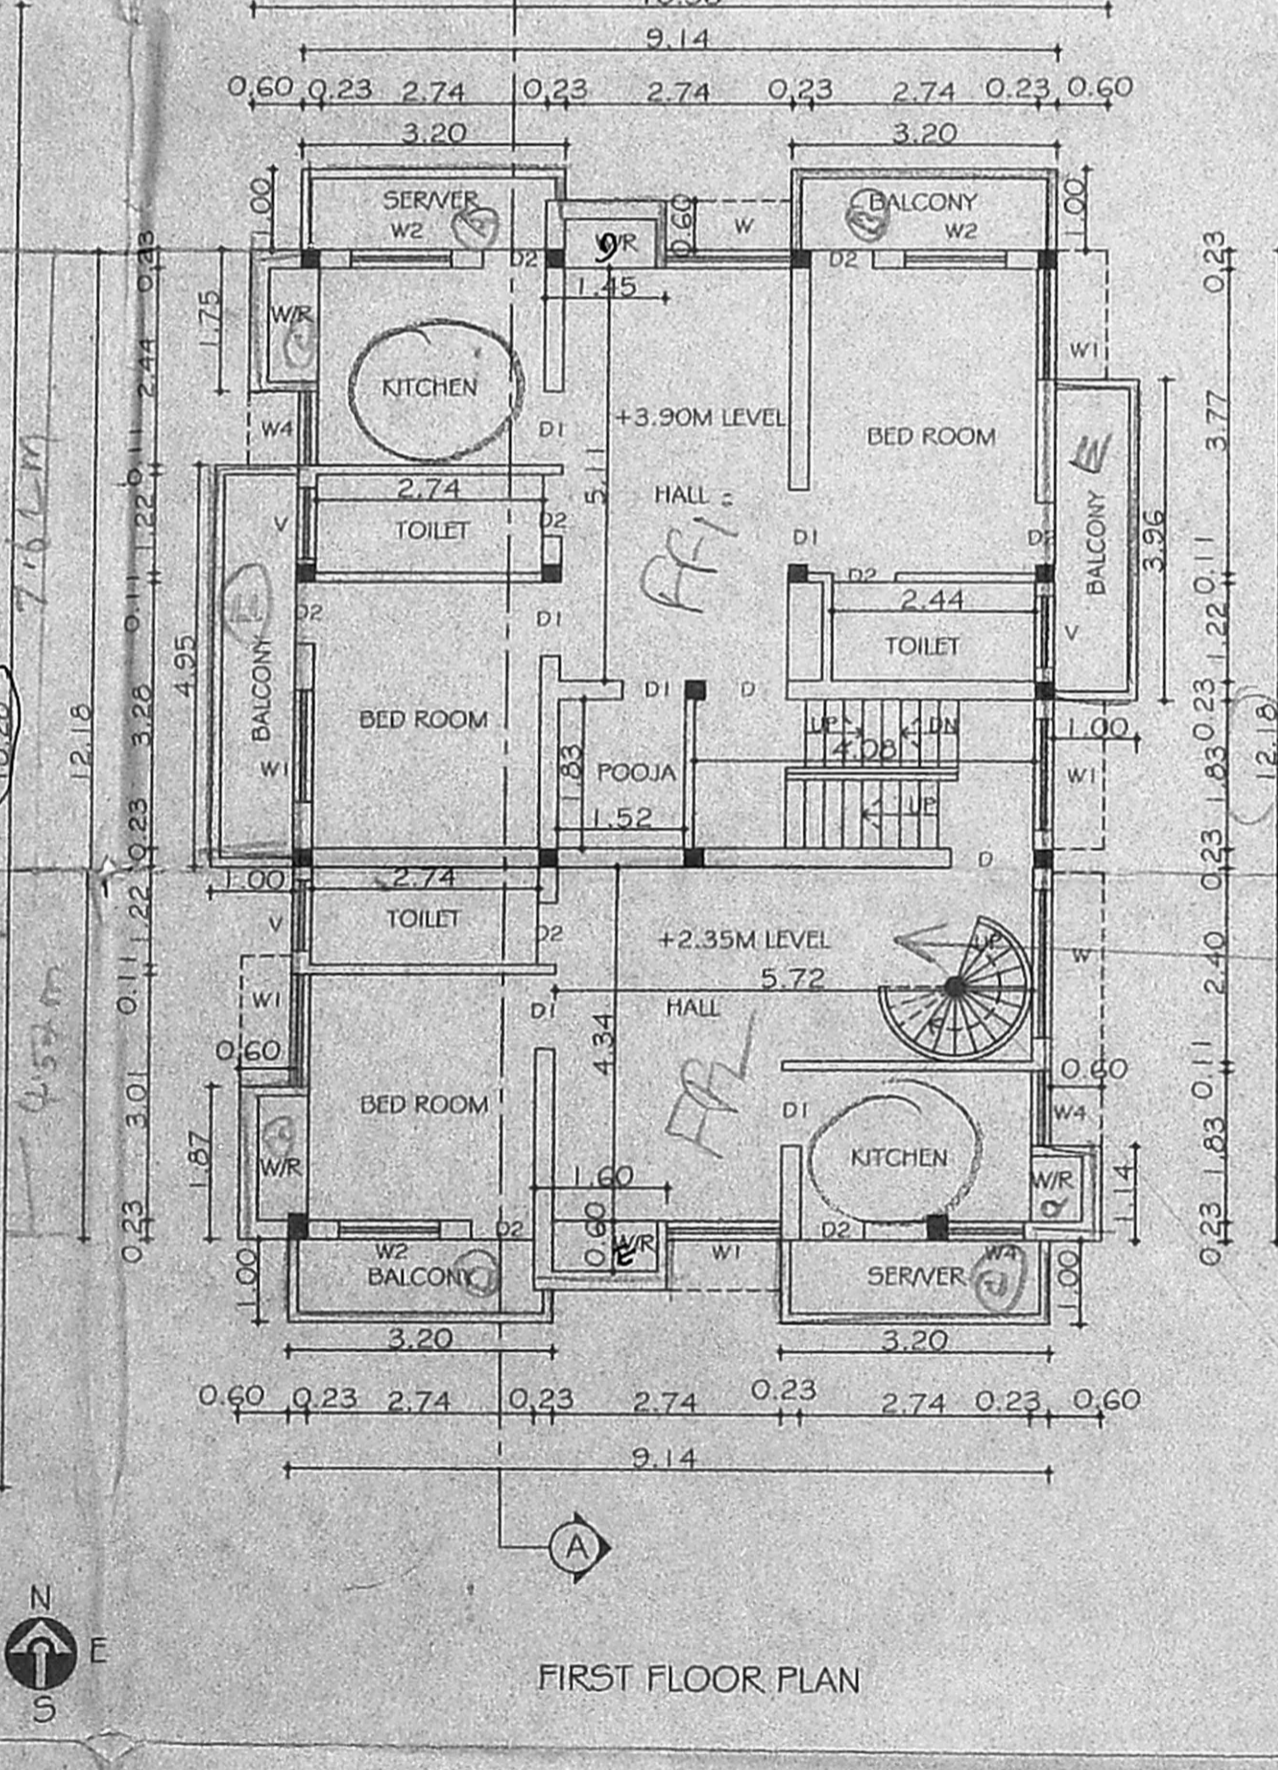 9.14
0.60 0.23 2.74 0.23 2.74 0.23 2.74 0.23 0.60
3.20 3.20
1.00 SER/VER 0.60 W BALCONY 1.00
W2 W2
0.23 D2 W/R D2 0.23
1.45
1.75 W/R
2.44 KITCHEN W1
W4 D1 +3.90M LEVEL BED ROOM 3.77
0.11 2.74 5.11 HALL
V TOILET D2 D1 D2 BALCONY 3.96
1.22
0.11 D2 D1 D2 2.44 0.11
4.95 BALCONY TOILET V 1.22
12.18 3.28 BED ROOM D1 D 0.23
UP DN 1.00 12.18
4.08
W1 1.83 POOJA W1 1.83
0.23 1.52 UP
D 0.23
1.00 2.74
1.22 V TOILET D2 +2.35M LEVEL UP W
5.72 2.40
0.11 W1 D1 HALL
0.60 4.34 0.60 0.11
3.01 BED ROOM D1 W4
1.87 W/R 1.60 KITCHEN W/R 1.14 1.83
0.23 D2 0.60 W/R W1 D2 0.23
W2 W4
1.00 BALCONY SER/VER 1.00
3.20 3.20
0.60 0.23 2.74 0.23 2.74 0.23 2.74 0.23 0.60
9.14
A
N
E
S
FIRST FLOOR PLAN